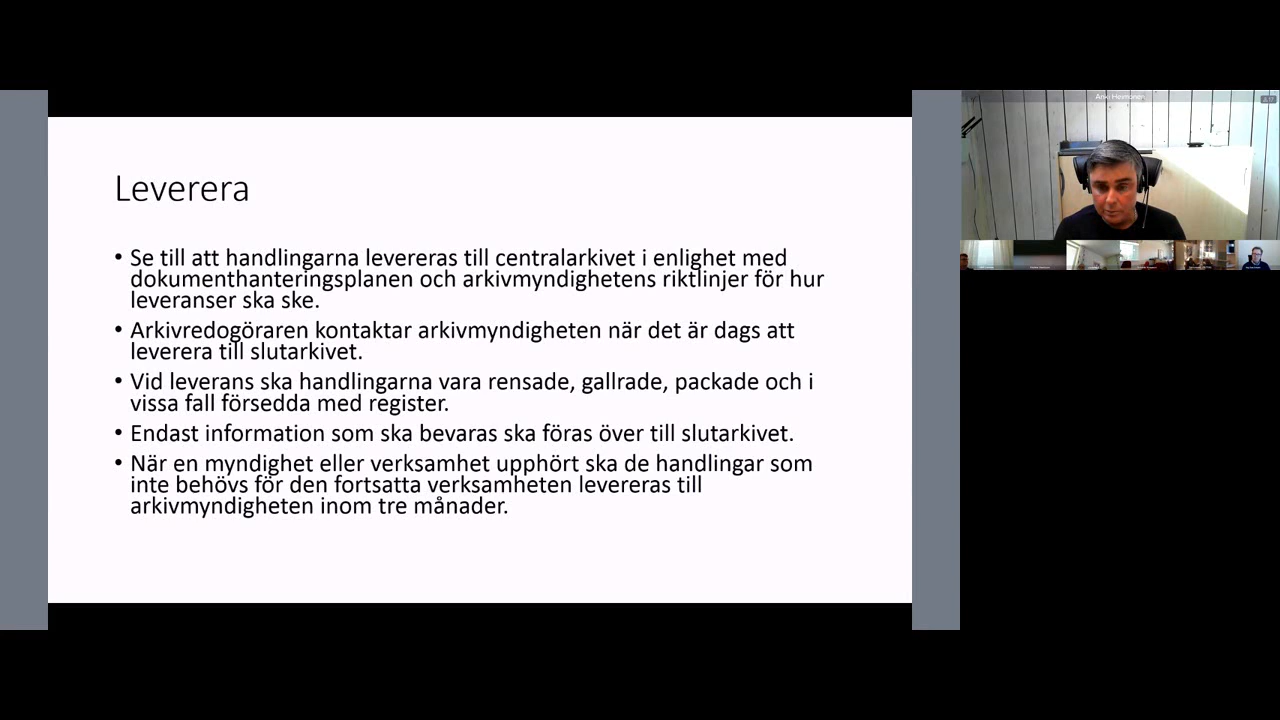 Leverera
• Se till att handlingarna levereras till centralarkivet i enlighet med
dokumenthanteringsplanen och arkivmyndighetens riktlinjer för hur
leveranser ska ske.
• Arkivredogöraren kontaktar arkivmyndigheten när det är dags att
leverera till slutarkivet.
• Vid leverans ska handlingarna vara rensade, gallrade, packade och i
vissa fall försedda med register.
• Endast information som ska bevaras ska föras över till slutarkivet.
• När en myndighet eller verksamhet upphört ska de handlingar som
inte behövs för den fortsatta verksamheten levereras till
arkivmyndigheten inom tre månader.